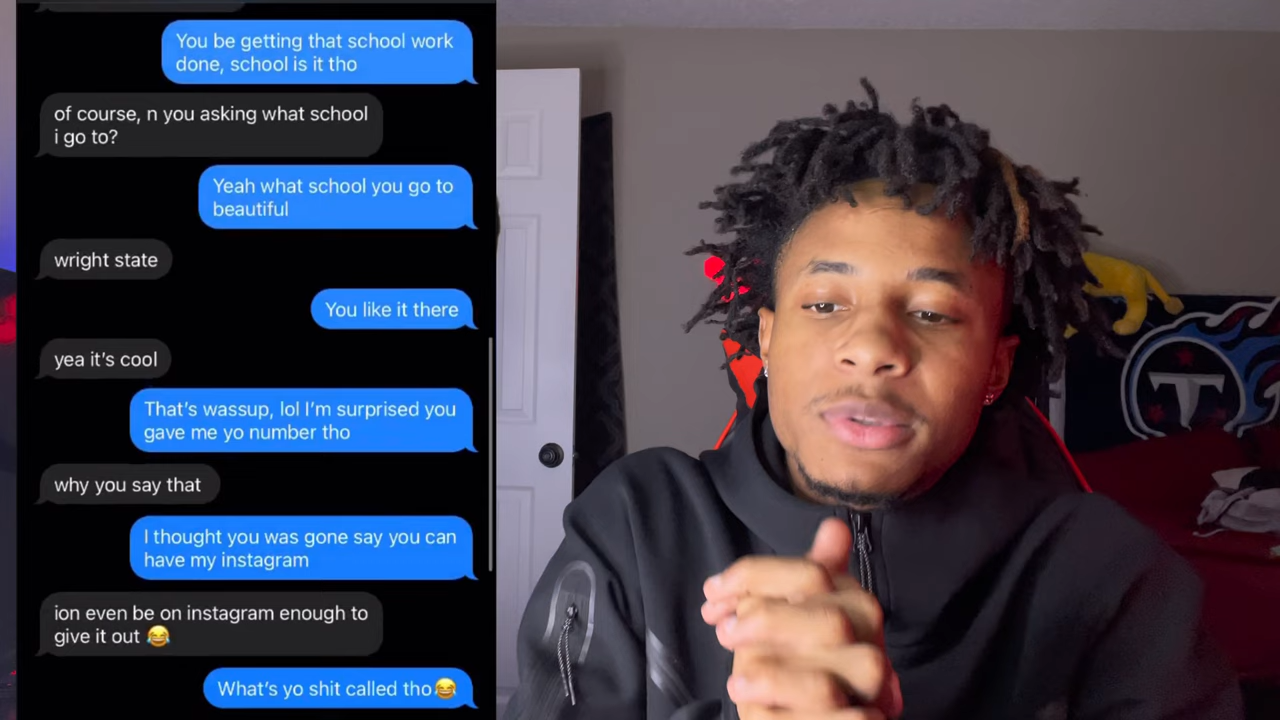 You be getting that school work
done, school is it tho
of course, n you asking what school
i go to?
Yeah what school you go to
beautiful
wright state
You like it there
yea it’s cool
That’s wassup, lol I’m surprised you
gave me yo number tho
why you say that
I thought you was gone say you can
have my instagram
ion even be on instagram enough to
give it out 😂
What’s yo shit called tho😂
T